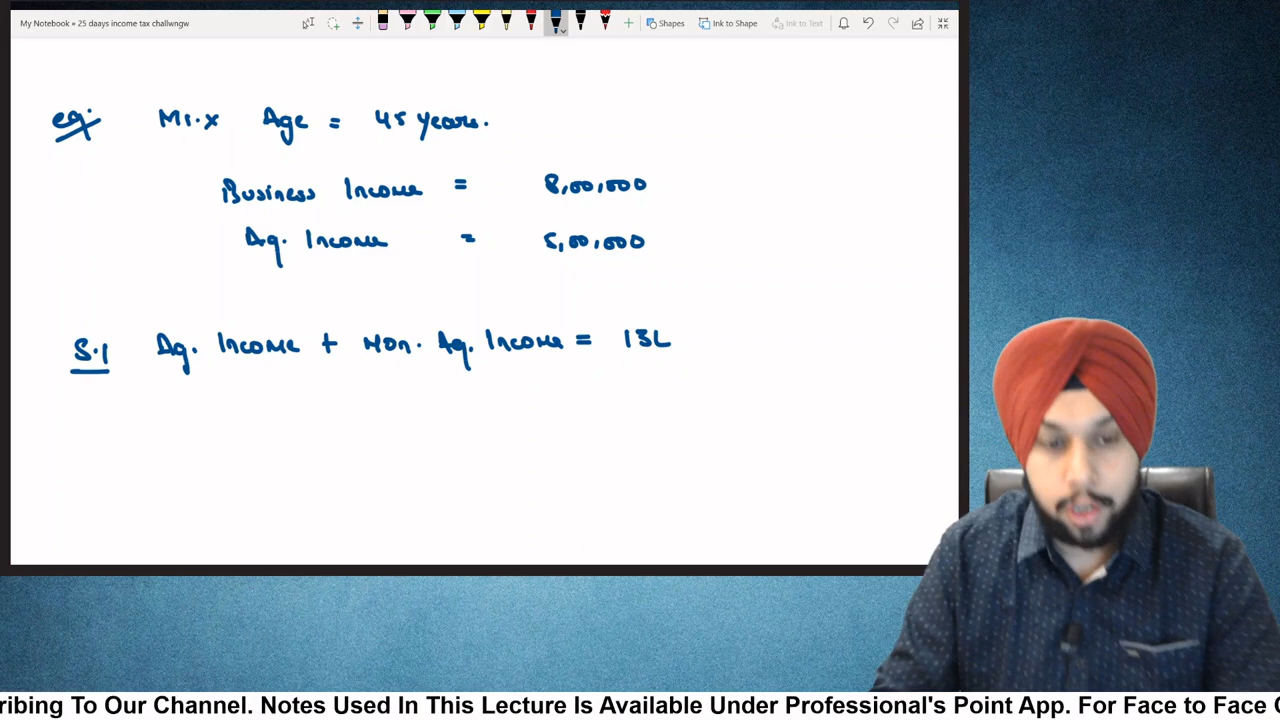 My Notebook » 25 daays income tax challwngw
Shapes
Ink to Shape
Ink to Text
eg:
Mr.x Age = 45 years.
Business Income = 8,00,000
Ag. Income = 5,00,000
S.1 Ag. Income + Non. Ag. Income = 13L
ribing To Our Channel. Notes Used In This Lecture Is Available Under Professional's Point App. For Face to Face